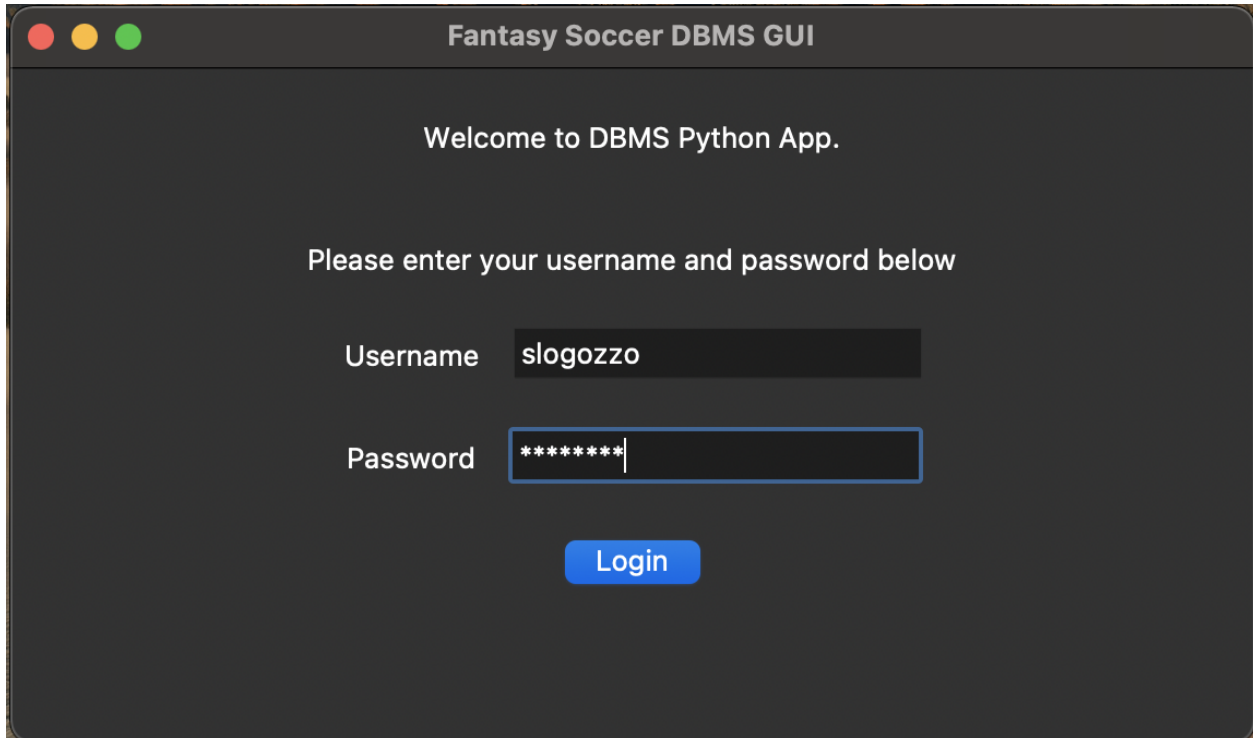 Fantasy Soccer DBMS GUI
Welcome to DBMS Python App.
Please enter your username and password below
Username slogozzo
Password ********
Login